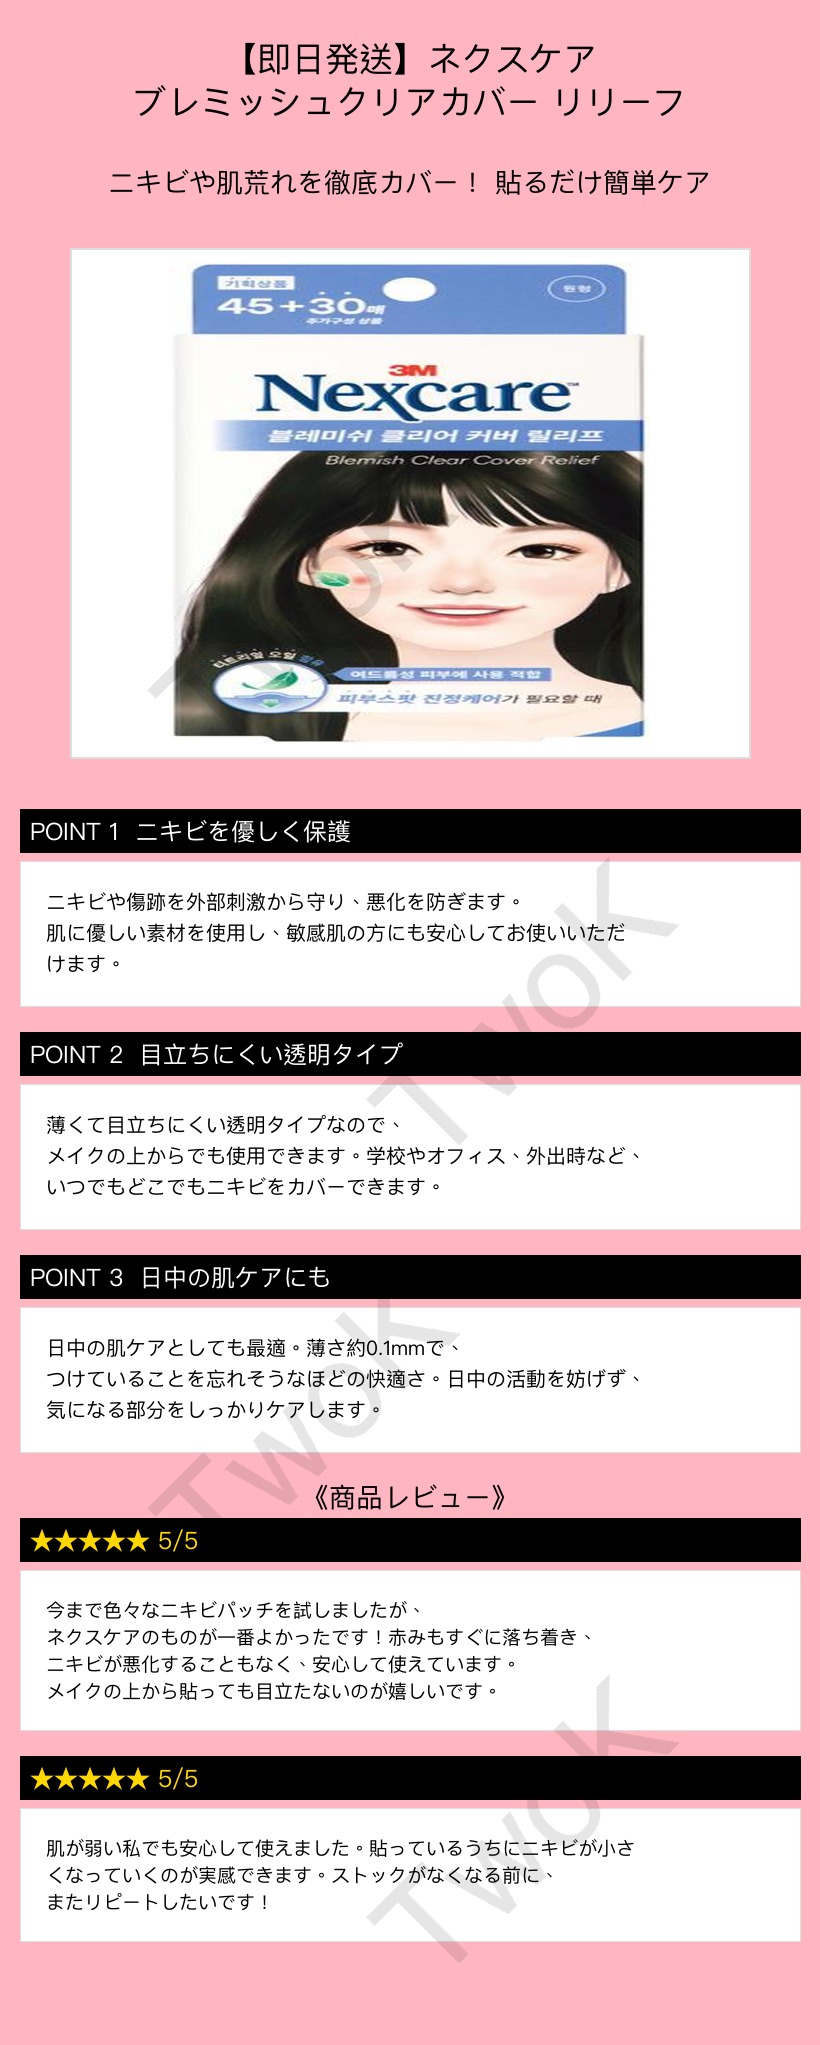 【即日発送】ネクスケア
ブレミッシュクリアカバー リリーフ
ニキビや肌荒れを徹底カバー！ 貼るだけ簡単ケア
기획상품
45+30매
추가구성 상품
원형
3M
Nexcare™
블레미쉬 클리어 커버 릴리프
Blemish Clear Cover Relief
티트리잎 오일 함유
여드름성 피부에 사용 적합
피부스팟 진정케어가 필요할 때
POINT 1 ニキビを優しく保護
ニキビや傷跡を外部刺激から守り、悪化を防ぎます。
肌に優しい素材を使用し、敏感肌の方にも安心してお使いいただ
けます。
POINT 2 目立ちにくい透明タイプ
薄くて目立ちにくい透明タイプなので、
メイクの上からでも使用できます。学校やオフィス、外出時など、
いつでもどこでもニキビをカバーできます。
POINT 3 日中の肌ケアにも
日中の肌ケアとしても最適。薄さ約0.1mmで、
つけていることを忘れそうなほどの快適さ。日中の活動を妨げず、
気になる部分をしっかりケアします。
《商品レビュー》
★★★★★ 5/5
今まで色々なニキビパッチを試しましたが、
ネクスケアのものが一番よかったです！赤みもすぐに落ち着き、
ニキビが悪化することもなく、安心して使えています。
メイクの上から貼っても目立たないのが嬉しいです。
★★★★★ 5/5
肌が弱い私でも安心して使えました。貼っているうちにニキビが小さ
くなっていくのが実感できます。ストックがなくなる前に、
またリピートしたいです！
TwoK
TwoK
TwoK
TwoK